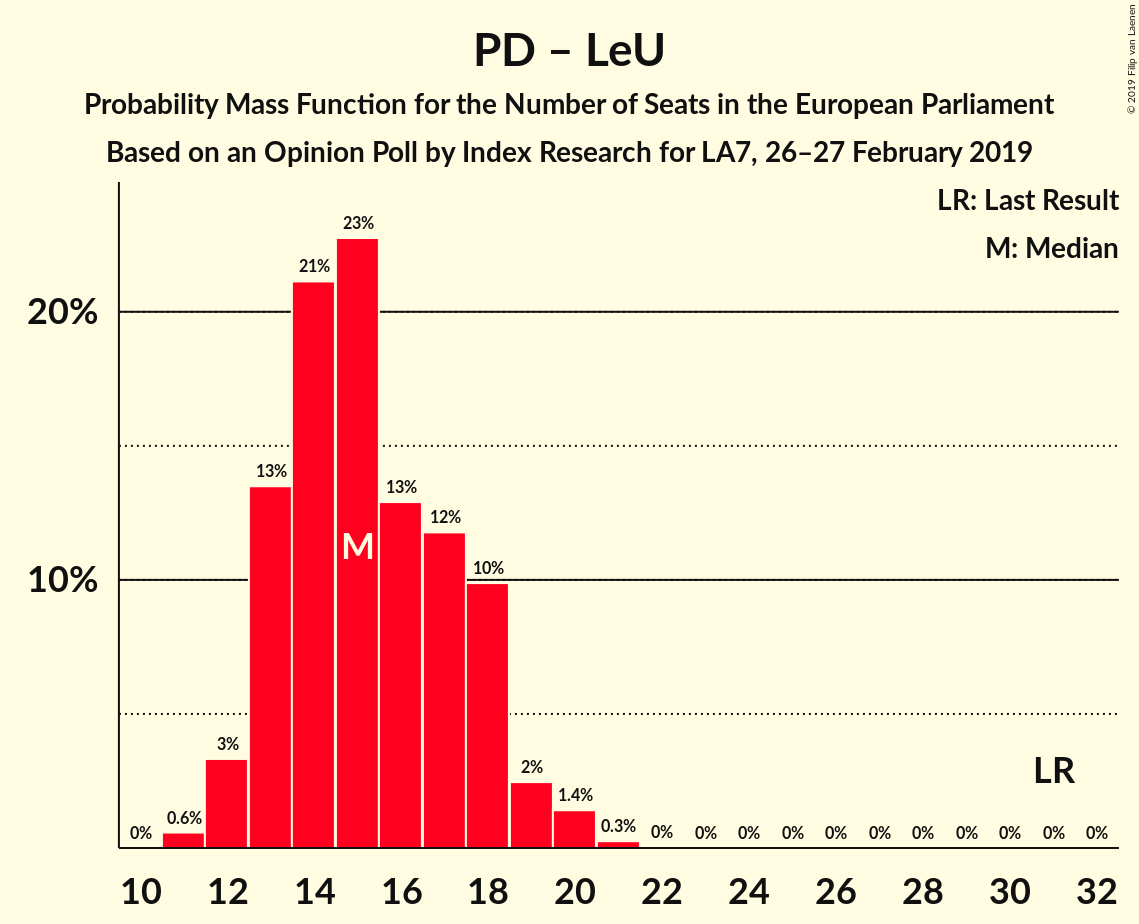 PD – LeU
Probability Mass Function for the Number of Seats in the European Parliament
Based on an Opinion Poll by Index Research for LA7, 26–27 February 2019
© 2019 Filip van Laenen
LR: Last Result
M: Median
20%
10%
0% 0.6% 3% 13% 21% 23% 13% 12% 10% 2% 1.4% 0.3% 0% 0% 0% 0% 0% 0% 0% 0% 0% 0% 0%
M
LR
10 12 14 16 18 20 22 24 26 28 30 32